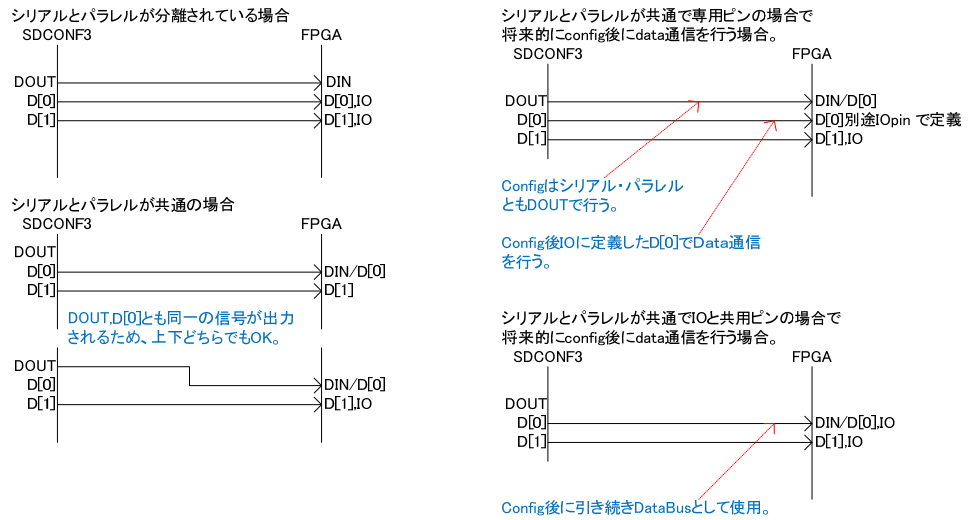 シリアルとパラレルが分離されている場合
SDCONF3 FPGA
DOUT DIN
D[0] D[0],IO
D[1] D[1],IO
シリアルとパラレルが共通の場合
SDCONF3 FPGA
DOUT
D[0] DIN/D[0]
D[1] D[1]
DOUT,D[0]とも同一の信号が出力
されるため、上下どちらでもOK。
DOUT
D[0] DIN/D[0]
D[1] D[1],IO
シリアルとパラレルが共通で専用ピンの場合で
将来的にconfig後にdata通信を行う場合。
SDCONF3 FPGA
DOUT DIN/D[0]
D[0] D[0]別途IOpin で定義
D[1] D[1],IO
Configはシリアル・パラレル
ともDOUTで行う。
Config後IOに定義したD[0]でData通信
を行う。
シリアルとパラレルが共通でIOと共用ピンの場合で
将来的にconfig後にdata通信を行う場合。
SDCONF3 FPGA
DOUT
D[0] DIN/D[0],IO
D[1] D[1],IO
Config後に引き続きDataBusとして使用。